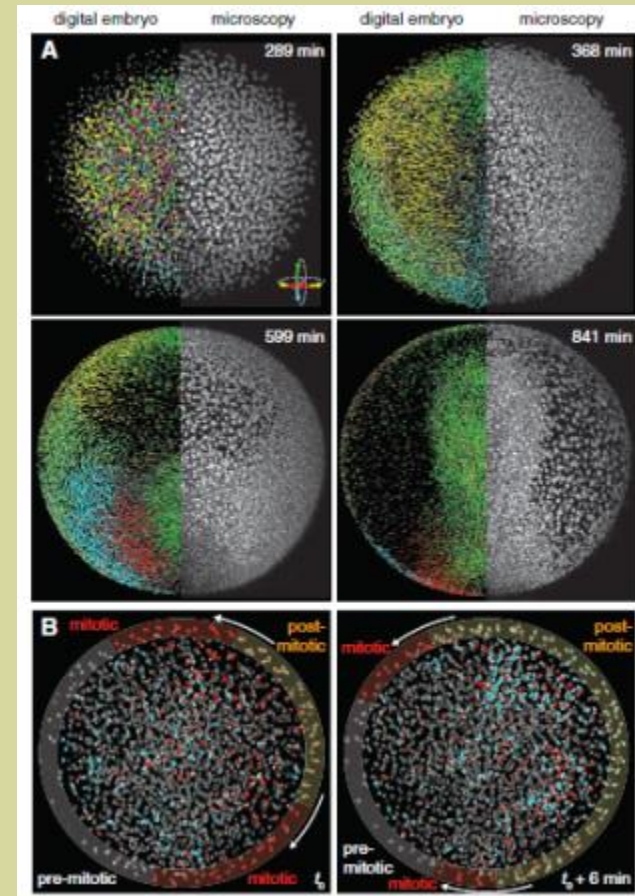 digital embryo microscopy digital embryo microscopy
A 289 min 368 min
599 min 841 min
B mitotic post-mitotic post-mitotic
mitotic
pre-mitotic mitotic t₀ pre-mitotic mitotic t₀ + 6 min